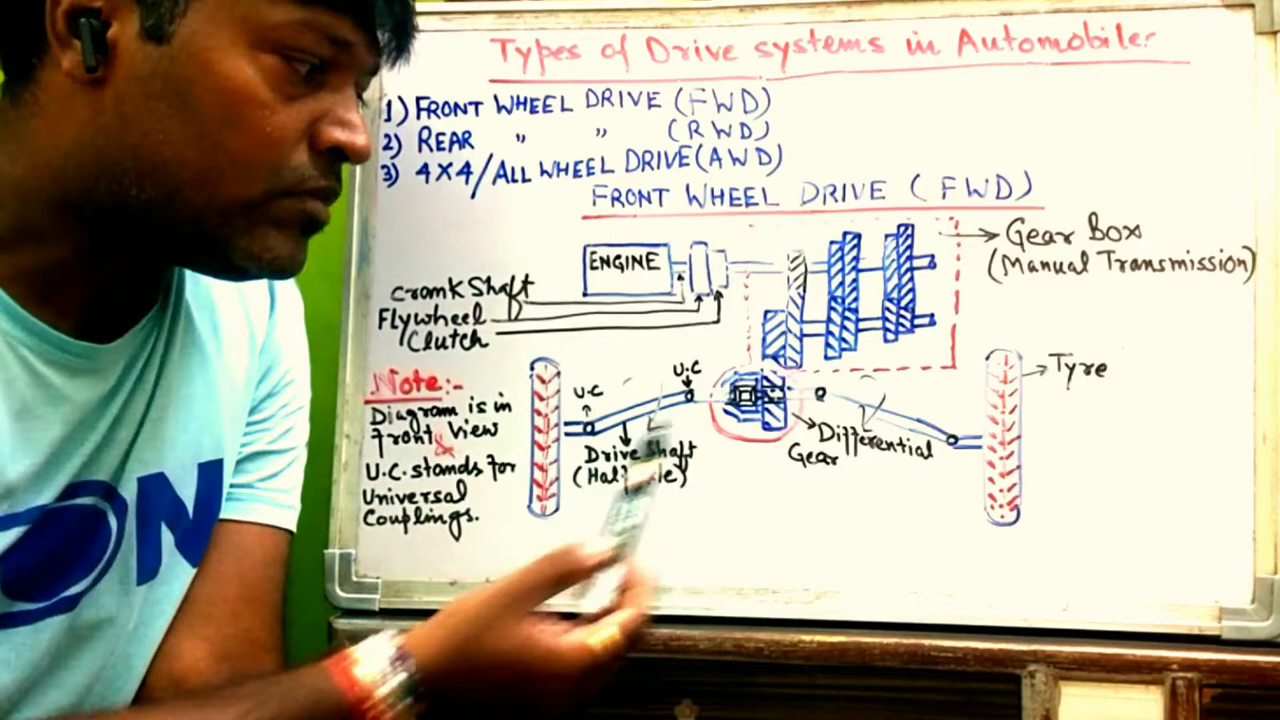 Types of Drive systems in Automobiles
1) FRONT WHEEL DRIVE (FWD)
2) REAR " " (RWD)
3) 4X4/ALL WHEEL DRIVE(AWD)
FRONT WHEEL DRIVE (FWD)
Gear Box
(Manual Transmission)
ENGINE
Cramk Shaft
Flywheel
Clutch
Note:-
Diagram is in
front view
&
U.C. stands for
Universal
Couplings.
U.C
U.C
Drive Shaft
Differential
Gear
Tyre
ON